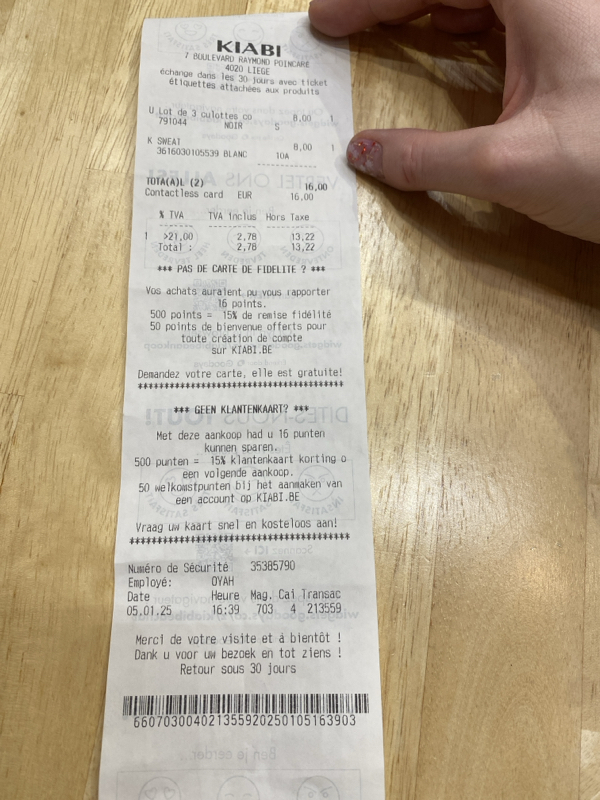 KIABI
7 BOULEVARD RAYMOND POINCARE
4020 LIEGE
échange dans les 30 jours avec ticket
étiquettes attachées aux produits
U Lot de 3 culottes co 8,00 1
791044 NOIR S
K SWEAT 8,00 1
3616030105539 BLANC 10A
TOTA(A)L (2) 16,00
Contactless card EUR 16,00
% TVA TVA inclus Hors Taxe
1 >21,00 2,78 13,22
Total : 2,78 13,22
*** PAS DE CARTE DE FIDELITE ? ***
Vos achats auraient pu vous rapporter
16 points.
500 points = 15% de remise fidélité
50 points de bienvenue offerts pour
toute création de compte
sur KIABI.BE
Demandez votre carte, elle est gratuite!
*** GEEN KLANTENKAART? ***
Met deze aankoop had u 16 punten
kunnen sparen.
500 punten = 15% klantenkaart korting o
een volgende aankoop.
50 welkomstpunten bij het aanmaken van
een account op KIABI.BE
Vraag uw kaart snel en kosteloos aan!
Numéro de Sécurité 35385790
Employé: OYAH
Date Heure Mag. Cai Transac
05.01.25 16:39 703 4 213559
Merci de votre visite et à bientôt !
Dank u voor uw bezoek en tot ziens !
Retour sous 30 jours
66070300402135592025010516390​3